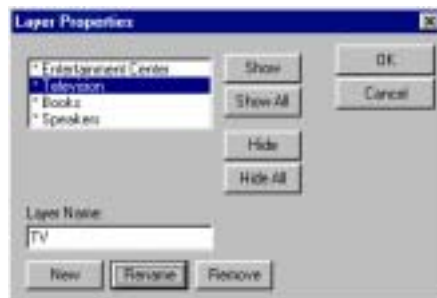 Layer Properties
* Entertainment Center
* Television
* Books
* Speakers
Show
Show All
Hide
Hide All
OK
Cancel
Layer Name:
TV
New
Rename
Remove